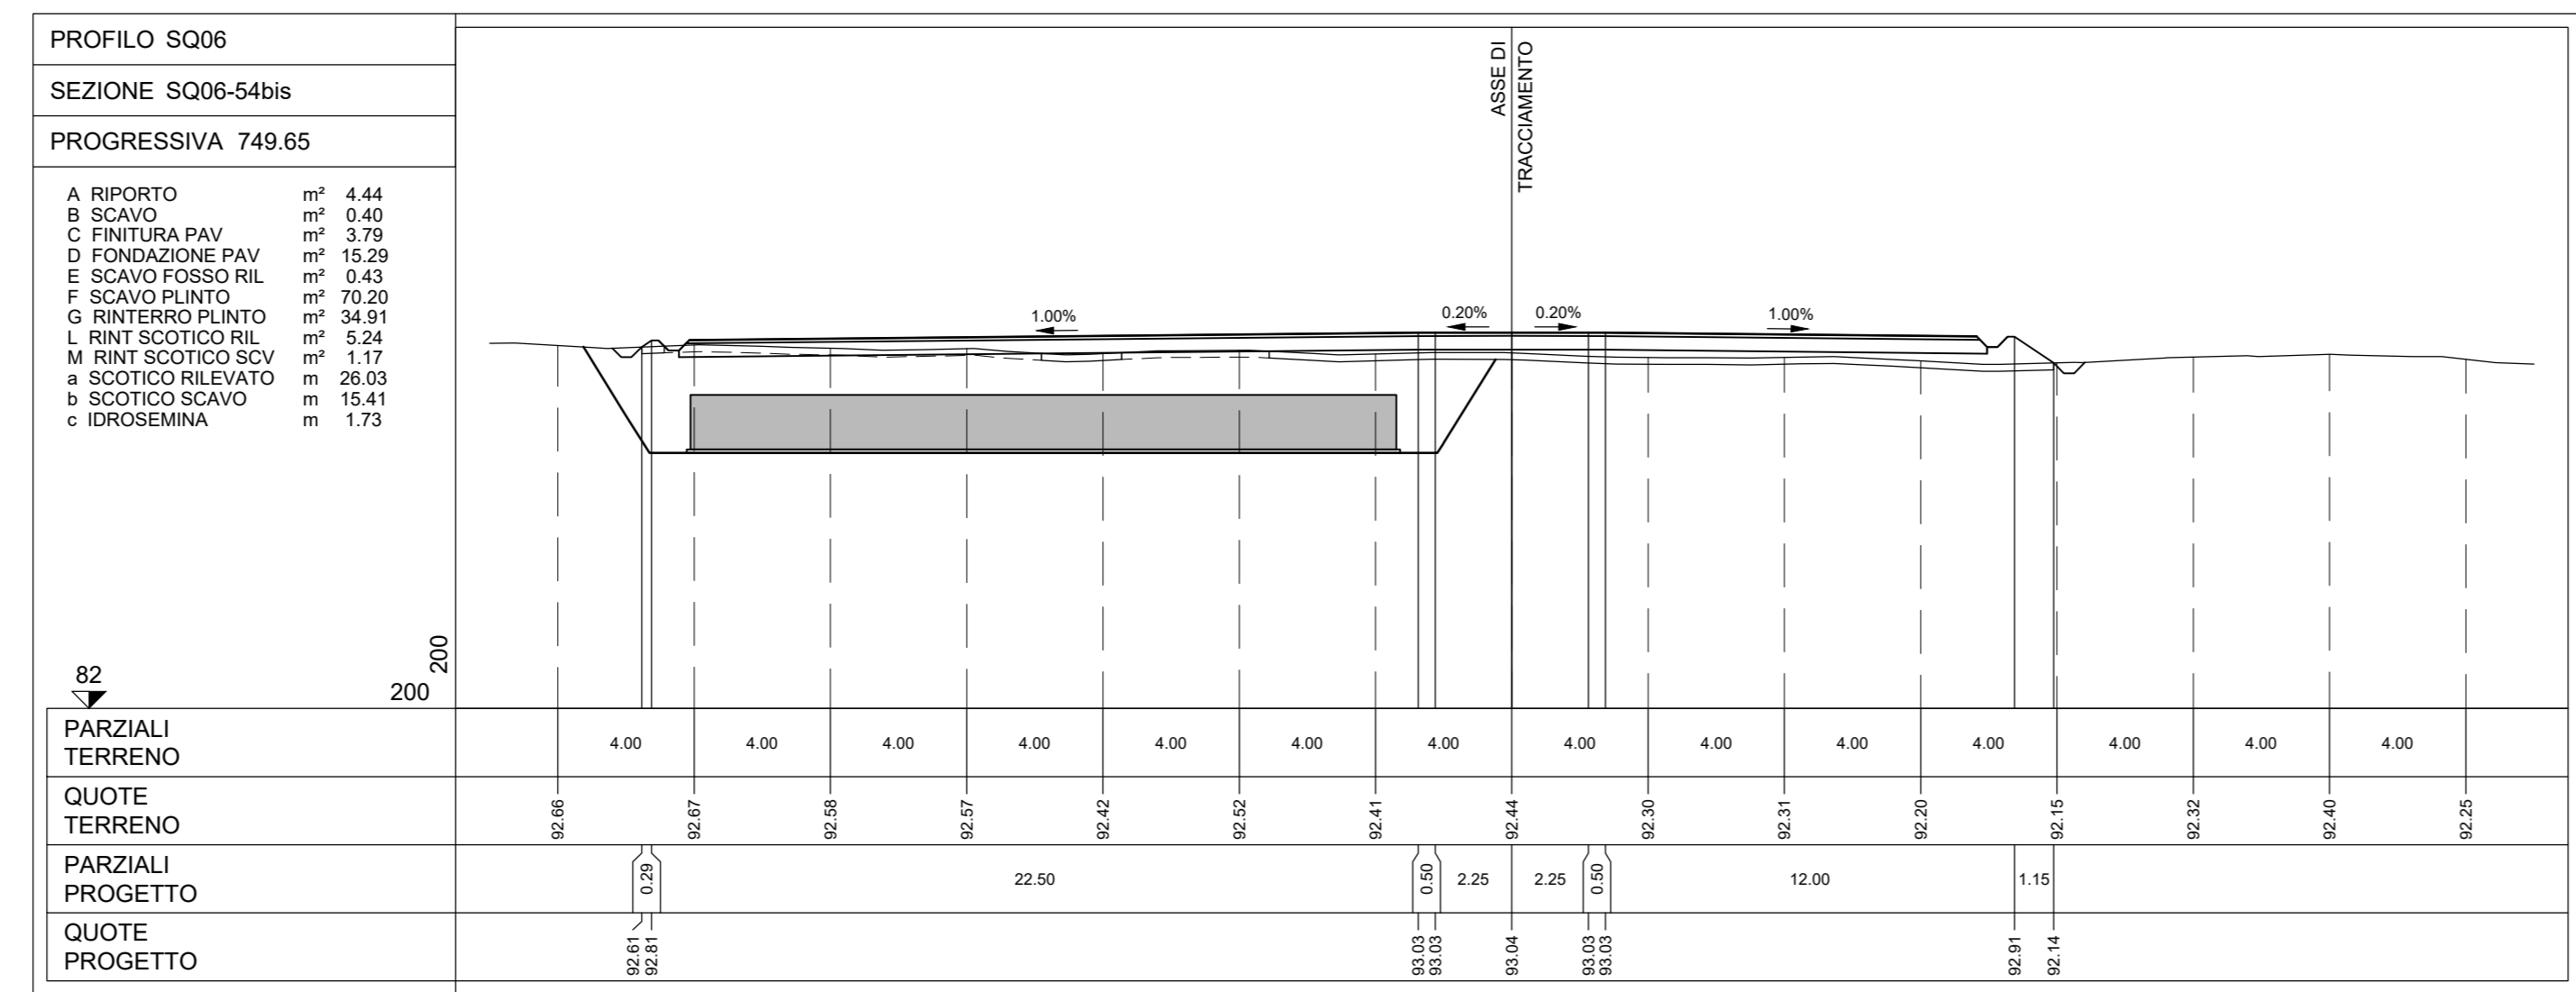 PROFILO SQ06
SEZIONE SQ06-54bis
PROGRESSIVA 749.65
A RIPORTO m² 4.44
B SCAVO m² 0.40
C FINITURA PAV m² 3.79
D FONDAZIONE PAV m² 15.29
E SCAVO FOSSO RIL m² 0.43
F SCAVO PLINTO m² 70.20
G RINTERRO PLINTO m² 34.91
L RINT SCOTICO RIL m² 5.24
M RINT SCOTICO SCV m² 1.17
a SCOTICO RILEVATO m 26.03
b SCOTICO SCAVO m 15.41
c IDROSEMINA m 1.73
82
200
200
ASSE DI
TRACCIAMENTO
1.00% 0.20% 0.20% 1.00%
PARZIALI
TERRENO
4.00 4.00 4.00 4.00 4.00 4.00 4.00 4.00 4.00 4.00 4.00 4.00 4.00 4.00
QUOTE
TERRENO
92.66 92.67 92.58 92.57 92.42 92.52 92.41 92.44 92.30 92.31 92.20 92.15 92.32 92.40 92.25
PARZIALI
PROGETTO
0.29 22.50 0.50 2.25 2.25 0.50 12.00 1.15
QUOTE
PROGETTO
92.61 92.81 93.03 93.03 93.04 93.03 93.03 92.91 92.14